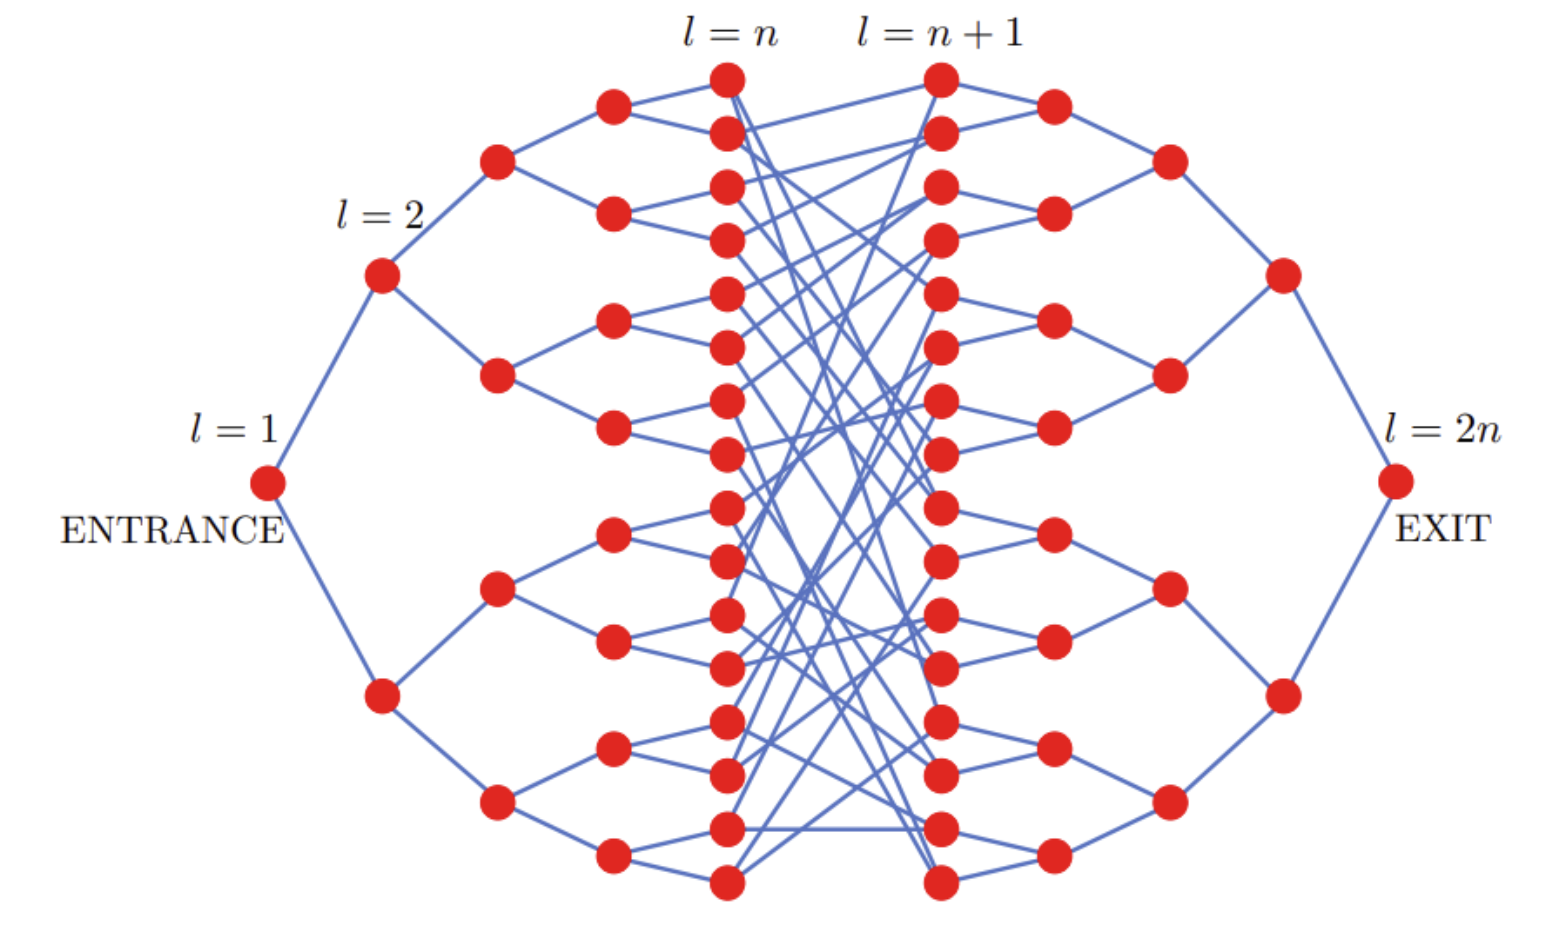 l = n
l = n + 1
l = 2
l = 1
l = 2n
ENTRANCE
EXIT